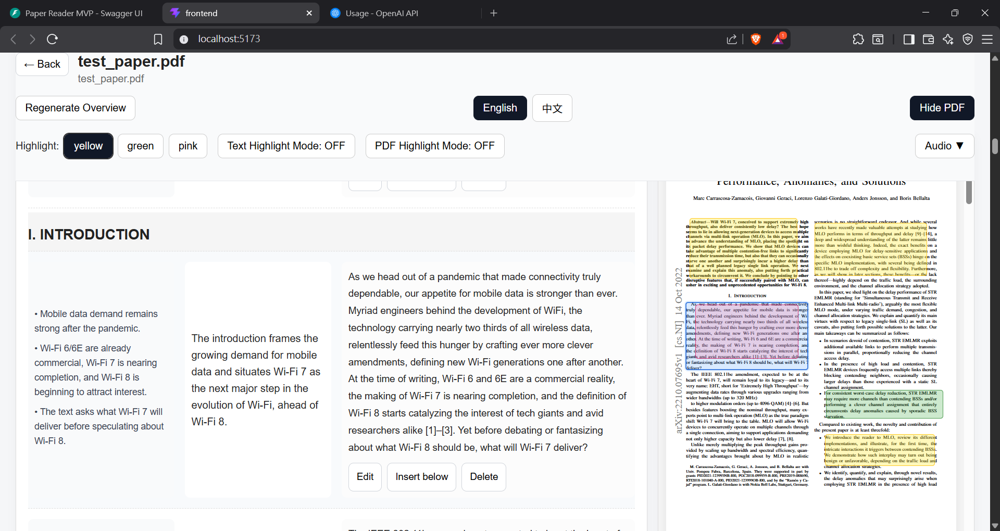 Paper Reader MVP - Swagger UI
frontend
Usage - OpenAI API
localhost:5173
1
← Back
test_paper.pdf
test_paper.pdf
Regenerate Overview
English
中文
Hide PDF
Highlight:
yellow
green
pink
Text Highlight Mode: OFF
PDF Highlight Mode: OFF
Audio ▼
I. INTRODUCTION
• Mobile data demand remains
strong after the pandemic.
• Wi-Fi 6/6E are already
commercial, Wi-Fi 7 is nearing
completion, and Wi-Fi 8 is
beginning to attract interest.
• The text asks what Wi-Fi 7 will
deliver before speculating about
Wi-Fi 8.
The introduction frames the
growing demand for mobile
data and situates Wi-Fi 7 as
the next major step in the
evolution of Wi-Fi, ahead of
Wi-Fi 8.
As we head out of a pandemic that made connectivity truly
dependable, our appetite for mobile data is stronger than ever.
Myriad engineers behind the development of WiFi, the
technology carrying nearly two thirds of all wireless data,
relentlessly feed this hunger by crafting ever more clever
amendments, defining new Wi-Fi generations one after another.
At the time of writing, Wi-Fi 6 and 6E are a commercial reality,
the making of Wi-Fi 7 is nearing completion, and the definition of
Wi-Fi 8 starts catalyzing the interest of tech giants and avid
researchers alike [1]–[3]. Yet before debating or fantasizing
about what Wi-Fi 8 should be, what will Wi-Fi 7 deliver?
Edit
Insert below
Delete
Performance, Anomalies, and Solutions
Marc Carrascosa-Zamacois, Giovanni Geraci, Lorenzo Galati-Giordano, Anders Jonsson, and Boris Bellalta
arXiv:2210.07695v1 [cs.NI] 14 Oct 2022
Abstract—Will Wi-Fi 7, conceived to support extremely high
throughput, also deliver consistently low delay? The best hope
seems to lie in allowing next-generation devices to access multiple
channels via multi-link operation (MLO). In this paper, we aim
to advance the understanding of MLO, placing the spotlight on
its packet delay performance. We show that MLO devices can
take advantage of multiple contention-free links to significantly
reduce their transmission time, but also that they can occasionally
starve one another and surprisingly incur a higher delay than
that of a well planned legacy single link operation. We next
examine and explain this anomaly, also putting forth practical
workarounds to circumvent it. We conclude by pointing to other
disruptive features that, if successfully paired with MLO, can
usher in exciting and unprecedented opportunities for Wi-Fi 8.
I. INTRODUCTION
As we head out of a pandemic that made connectivity
truly dependable, our appetite for mobile data is stronger
than ever. Myriad engineers behind the development of Wi-
Fi, the technology carrying nearly two thirds of all wireless
data, relentlessly feed this hunger by crafting ever more clever
amendments, defining new Wi-Fi generations one after an-
other. At the time of writing, Wi-Fi 6 and 6E are a commercial
reality, the making of Wi-Fi 7 is nearing completion, and
the definition of Wi-Fi 8 starts catalyzing the interest of tech
giants and avid researchers alike [1]–[3]. Yet before debating
or fantasizing about what Wi-Fi 8 should be, what will Wi-Fi 7
deliver?
The IEEE 802.11be amendment, expected to be at the
heart of Wi-Fi 7, will remain loyal to its legacy—and to its
very name: EHT, short for 'Extremely High Throughput'—by
augmenting data rates through various upgrades ranging from
wider bandwidths (up to 320 MHz)
to higher modulation orders (up to 4096-QAM) [4]–[6]. But
besides features boosting the nominal throughput, many ex-
perts point to multi-link operation (MLO) as the true paradigm
shift Wi-Fi 7 will bring to the table. MLO will allow Wi-Fi
devices to concurrently operate on multiple channels through
a single connection, aiming to support applications demanding
not only higher capacity but also lower delay [7], [8].
Unlike merely multiplying the peak throughput gains pro-
vided by scaling up bandwidth and spectral efficiency, quan-
tifying the advantages brought about by MLO in realistic
M. Carrascosa-Zamacois, G. Geraci, A. Jonsson, and B. Bellalta are with
Univ. Pompeu Fabra, Barcelona, Spain. They were supported in part by
grants PID2021-123995NB-I00, PGC2018-099959-B-I00, PRE2019-088690,
RTI2018-101040-A-I00, PID2021-123999OB-I00, and by the "Ramón y Ca-
jal" program. L. Galati-Giordano is with Nokia Bell Labs, Stuttgart, Germany.
scenarios is no straightforward endeavor. And while several
works have recently made valuable attempts at studying how
MLO performs in terms of throughput and delay [9]–[14], a
deep and widespread understanding of the latter remains little
more than wishful thinking. Indeed, the exact benefits on a
device employing MLO for delay-sensitive applications and
the effects on coexisting basic service sets (BSSs) hinge on the
specific MLO implementation, with several being defined in
802.11be to trade off complexity and flexibility. Furthermore,
as we will show in later sections, these benefits—or the lack
thereof—highly depend on the traffic load, the surrounding
environment, and the channel allocation strategy adopted.
In this paper, we shed light on the delay performance of STR
EMLMR (standing for 'Simultaneous Transmit and Receive
Enhanced Multi-link Multi-radio'), arguably the most flexible
MLO mode, under varying traffic demand, congestion, and
channel allocation strategies. We explain and quantify its main
virtues with respect to legacy single-link (SL) as well as its
caveats, also putting forth possible solutions to the latter. Our
main takeaways can be summarized as follows:
• In scenarios devoid of contention, STR EMLMR exploits
additional available links to perform multiple transmis-
sions in parallel, proportionally reducing the channel
access delay.
• In the presence of high load and contention, STR
EMLMR devices frequently access multiple links thereby
blocking contending neighbors, occasionally causing
larger delays than those experienced with a static SL
channel assignment.
• For consistent worst-case delay reduction, STR EMLMR
may require more channels than contending BSSs and/or
performing a clever channel assignment that entirely
circumvents delay anomalies caused by sporadic BSS
starvation.
Compared to existing work, the novelty and contribution of
the present paper is at least threefold:
• We introduce the reader to MLO, review its different
implementations, and illustrate, for the first time, the
intricate interactions it triggers between contending BSSs.
We demonstrate how such interplay may turn out being
benign or unfavorable, depending on the traffic load and
channel allocation strategies.
• We identify, quantify, and explain, through novel results,
the delay anomalies that may surprisingly arise when
employing STR EMLMR in the presence of high load